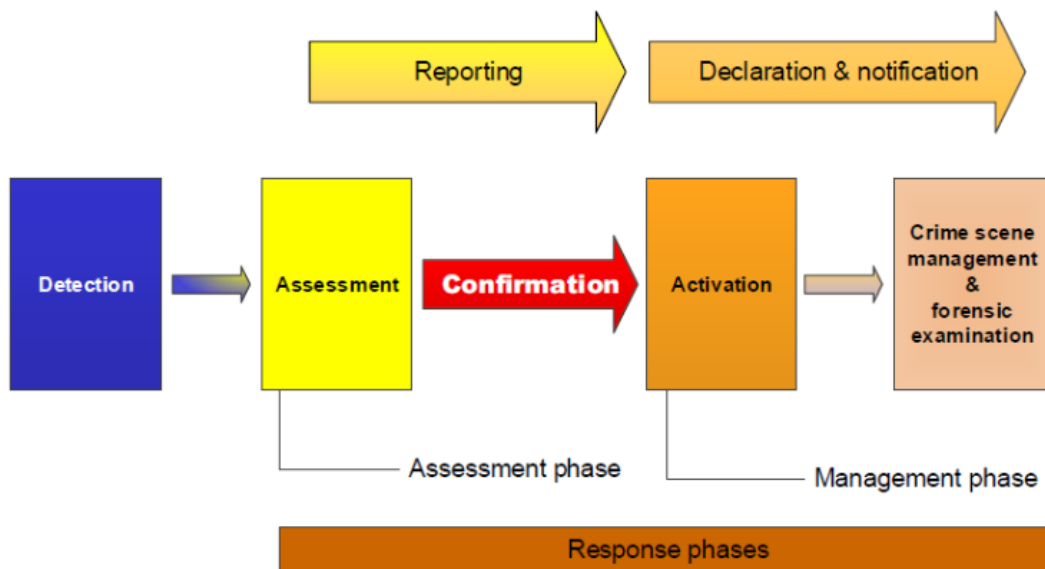 Reporting
Declaration & notification
Detection
Assessment
Confirmation
Activation
Crime scene
management
&
forensic
examination
Assessment phase
Management phase
Response phases